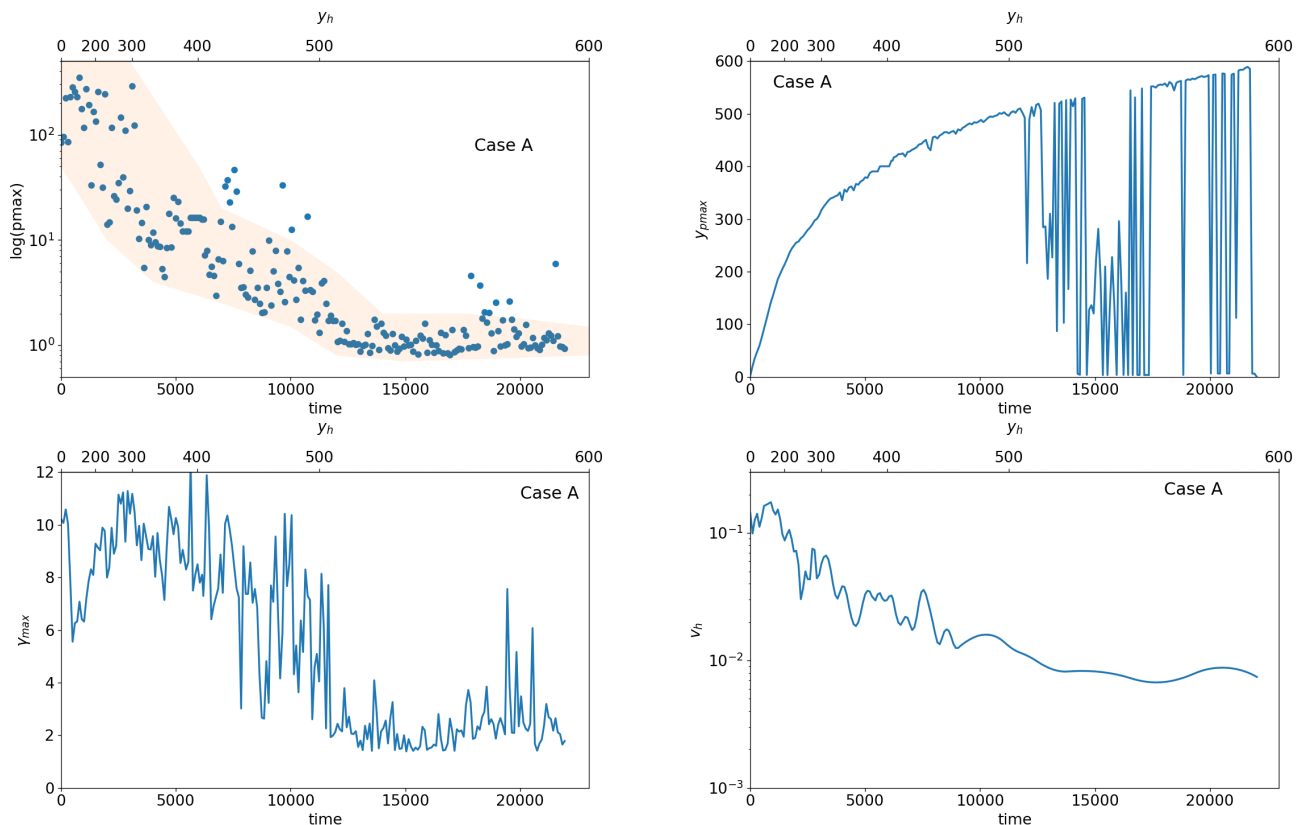 y_h
0 200 300 400 500 600
10^2
10^1
10^0
log(pmax)
Case A
0 5000 10000 15000 20000
time
y_h
0 200 300 400 500 600
600
500
400
300
200
100
0
y_pmax
Case A
0 5000 10000 15000 20000
time
y_h
0 200 300 400 500 600
12
10
8
6
4
2
0
γ_max
Case A
0 5000 10000 15000 20000
time
y_h
0 200 300 400 500 600
10^-1
10^-2
10^-3
v_h
Case A
0 5000 10000 15000 20000
time